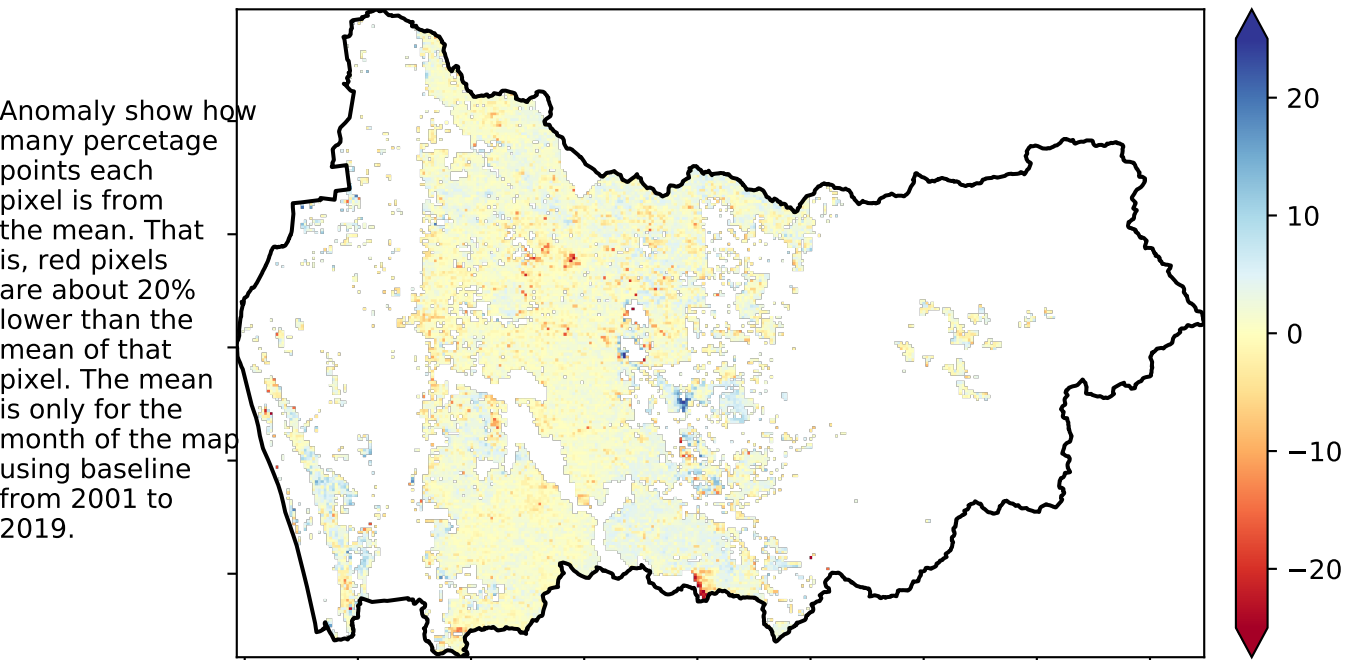 Anomaly show how
many percetage
points each
pixel is from
the mean. That
is, red pixels
are about 20%
lower than the
mean of that
pixel. The mean
is only for the
month of the map
using baseline
from 2001 to
2019.
20
10
0
−10
−20